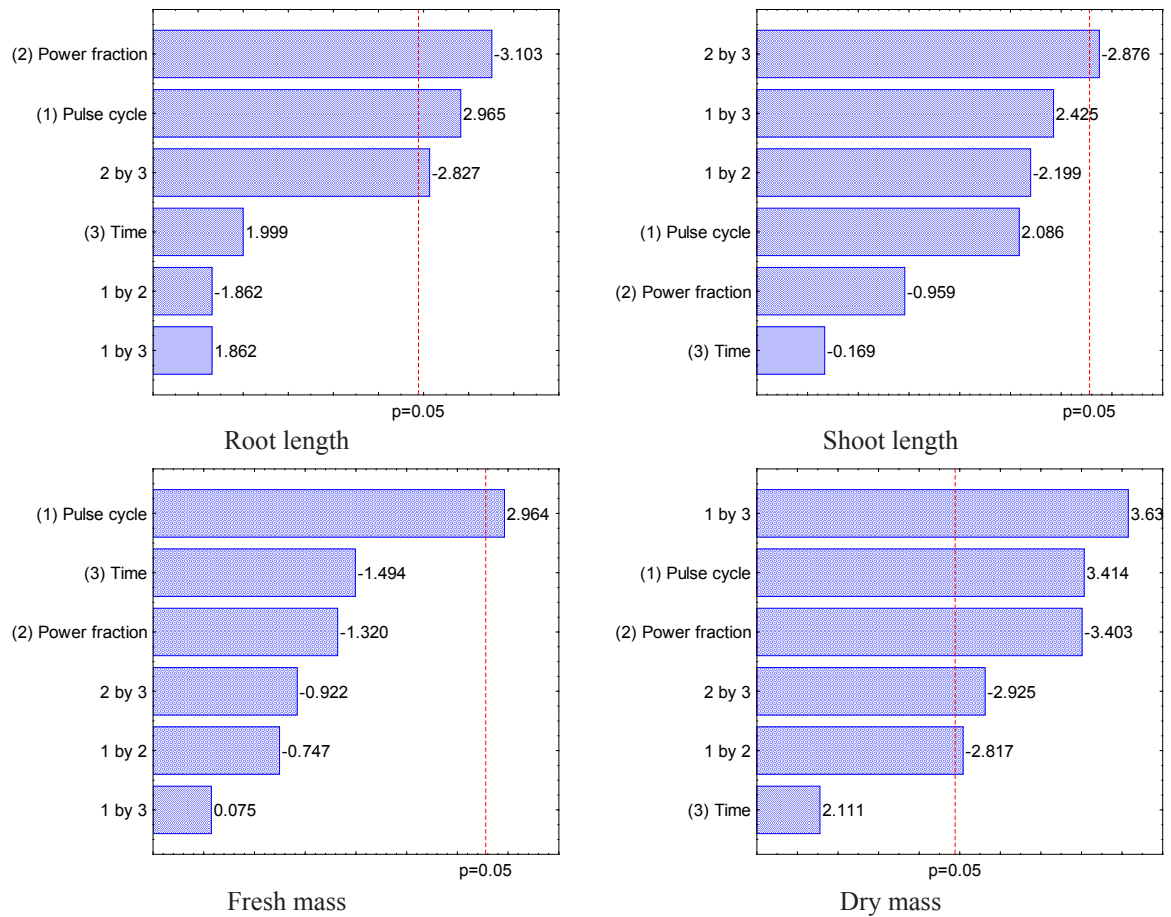 (2) Power fraction -3.103
(1) Pulse cycle 2.965
2 by 3 -2.827
(3) Time 1.999
1 by 2 -1.862
1 by 3 1.862
p=0.05
Root length
2 by 3 -2.876
1 by 3 2.425
1 by 2 -2.199
(1) Pulse cycle 2.086
(2) Power fraction -0.959
(3) Time -0.169
p=0.05
Shoot length
(1) Pulse cycle 2.964
(3) Time -1.494
(2) Power fraction -1.320
2 by 3 -0.922
1 by 2 -0.747
1 by 3 0.075
p=0.05
Fresh mass
1 by 3 3.63
(1) Pulse cycle 3.414
(2) Power fraction -3.403
2 by 3 -2.925
1 by 2 -2.817
(3) Time 2.111
p=0.05
Dry mass